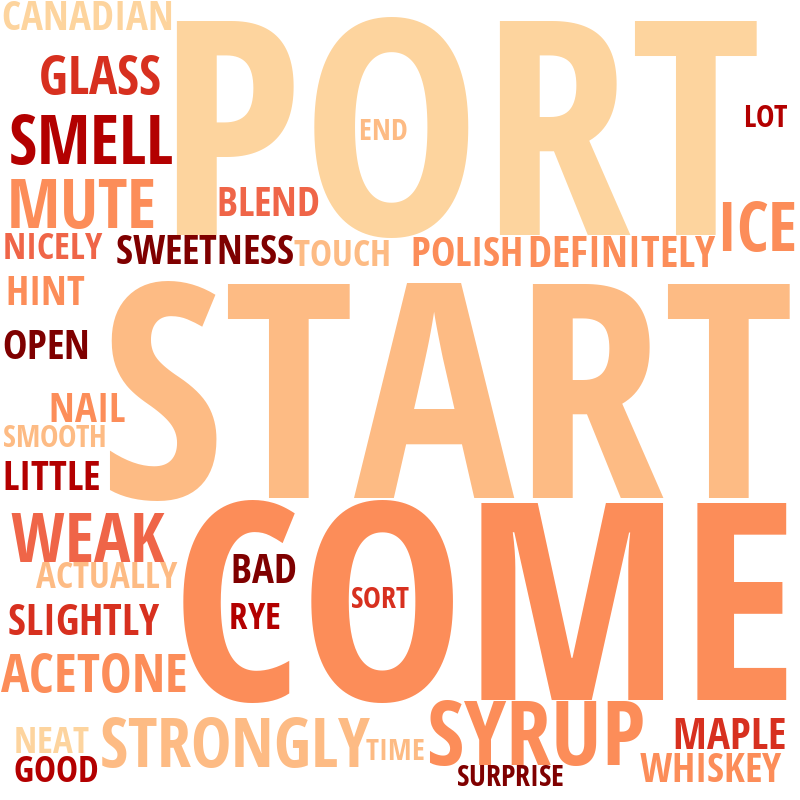 CANADIAN
PORT
GLASS
END
LOT
SMELL
MUTE
BLEND
ICE
NICELY
SWEETNESS
TOUCH
POLISH
DEFINITELY
HINT
START
OPEN
NAIL
SMOOTH
LITTLE
COME
WEAK
BAD
ACTUALLY
SORT
SLIGHTLY
RYE
ACETONE
SYRUP
NEAT
STRONGLY
TIME
MAPLE
GOOD
SURPRISE
WHISKEY